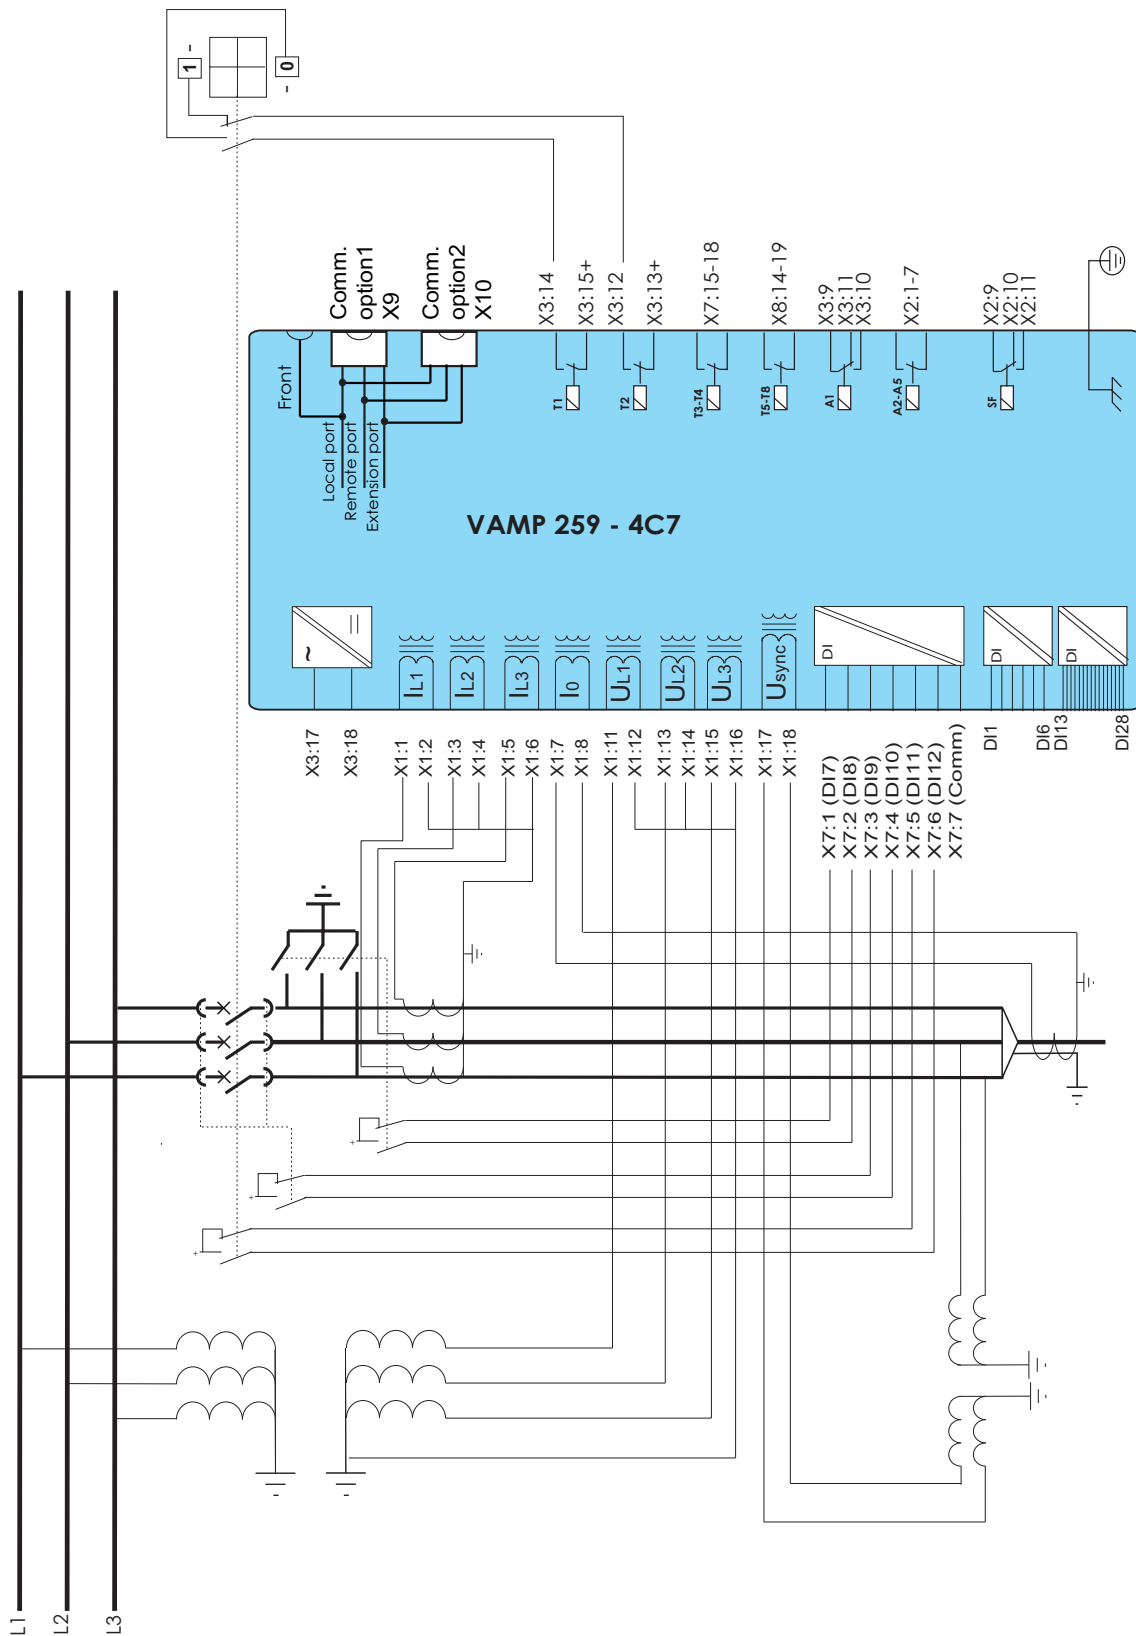 1 -
- 0
Comm.
option1
X9
Comm.
option2
X10
X3:14
X3:15+
X3:12
X3:13+
X7:15-18
X8:14-19
X3:9
X3:11
X3:10
X2:1-7
X2:9
X2:10
X2:11
Front
Local port
Remote port
Extension port
T1
T2
T3-T4
T5-T8
A1
A2-A5
SF
VAMP 259 - 4C7
~
IL1
IL2
IL3
I0
UL1
UL2
UL3
Usync
DI
DI
DI
X3:17
X3:18
X1:1
X1:2
X1:3
X1:4
X1:5
X1:6
X1:7
X1:8
X1:11
X1:12
X1:13
X1:14
X1:15
X1:16
X1:17
X1:18
X7:1 (DI7)
X7:2 (DI8)
X7:3 (DI9)
X7:4 (DI10)
X7:5 (DI11)
X7:6 (DI12)
X7:7 (Comm)
DI1
DI6
DI13
DI28
+
+
+
L1
L2
L3